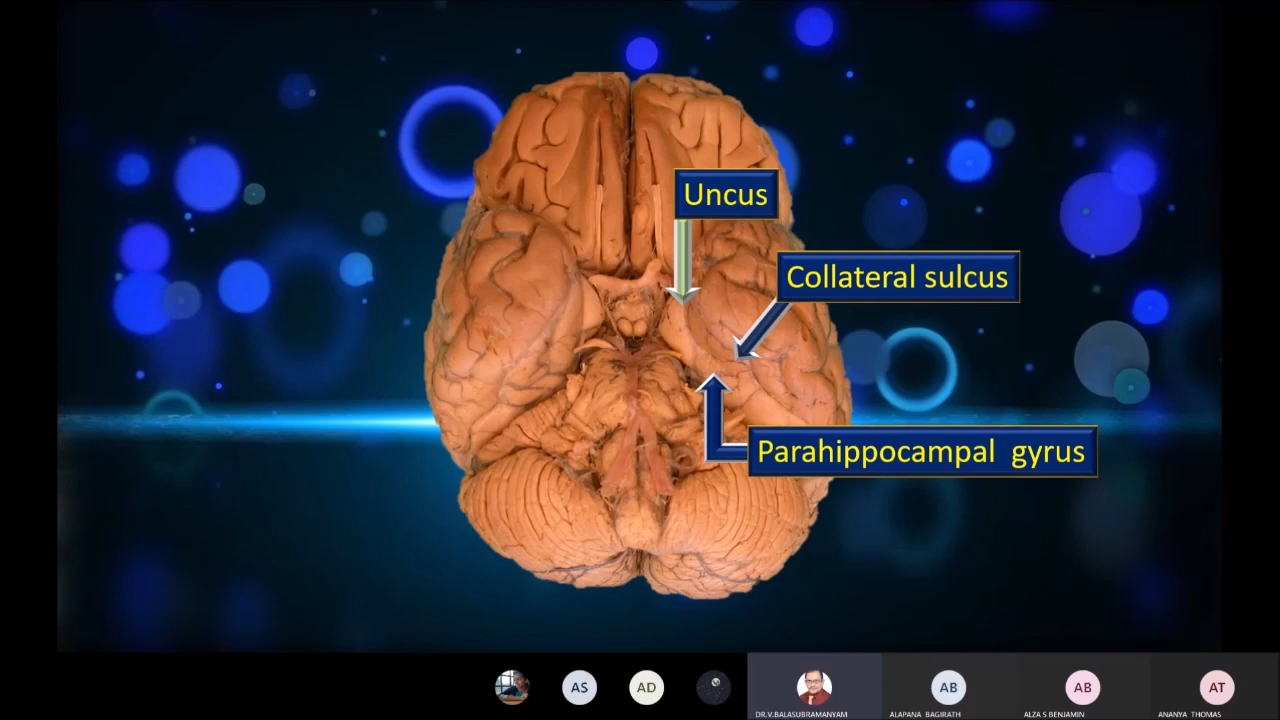 Uncus
Collateral sulcus
Parahippocampal gyrus
AS
AD
AB
AB
AT
DR.V.BALASUBRAMANYAM
ALAPANA BAGIRATH
ALZA S BENJAMIN
ANANYA THOMAS